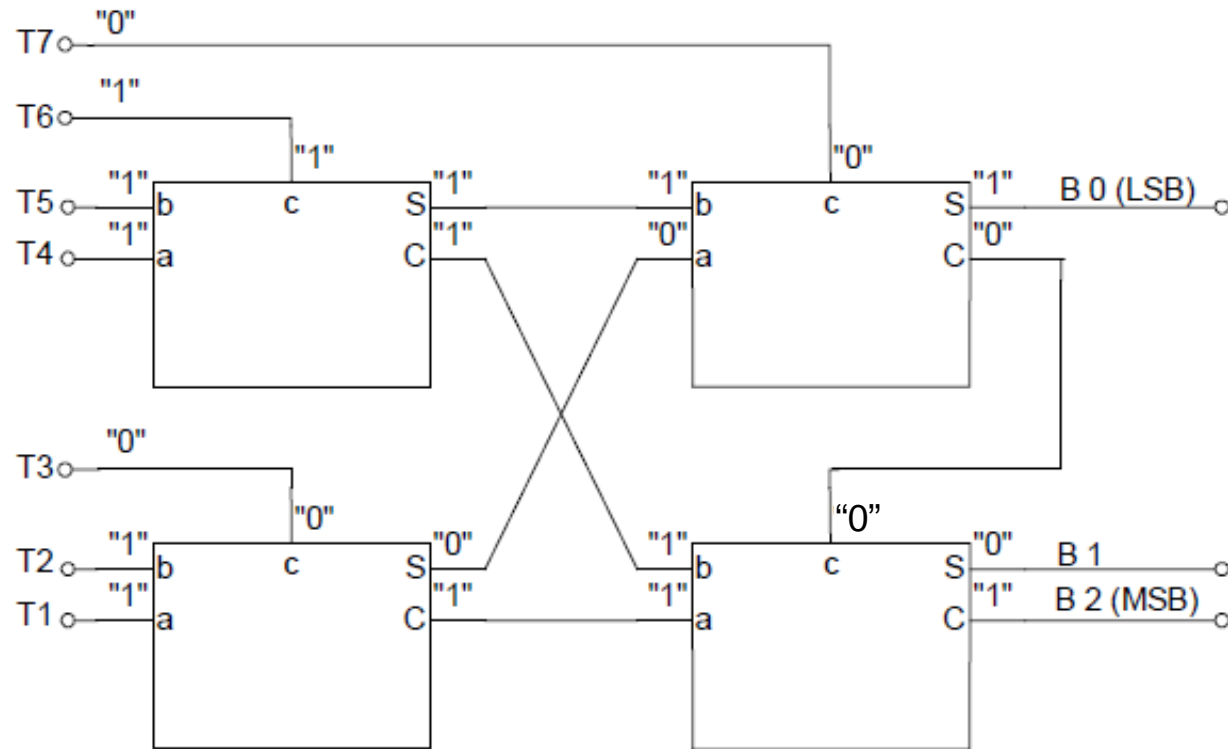 T7 "0"
T6 "1"
"1" "0"
T5 "1" b c S "1" "1" b c S "1" B 0 (LSB)
T4 "1" a C "1" "0" a C "0"
T3 "0"
"0" “0”
T2 "1" b c S "0" "1" b c S "0" B 1
T1 "1" a C "1" "1" a C "1" B 2 (MSB)